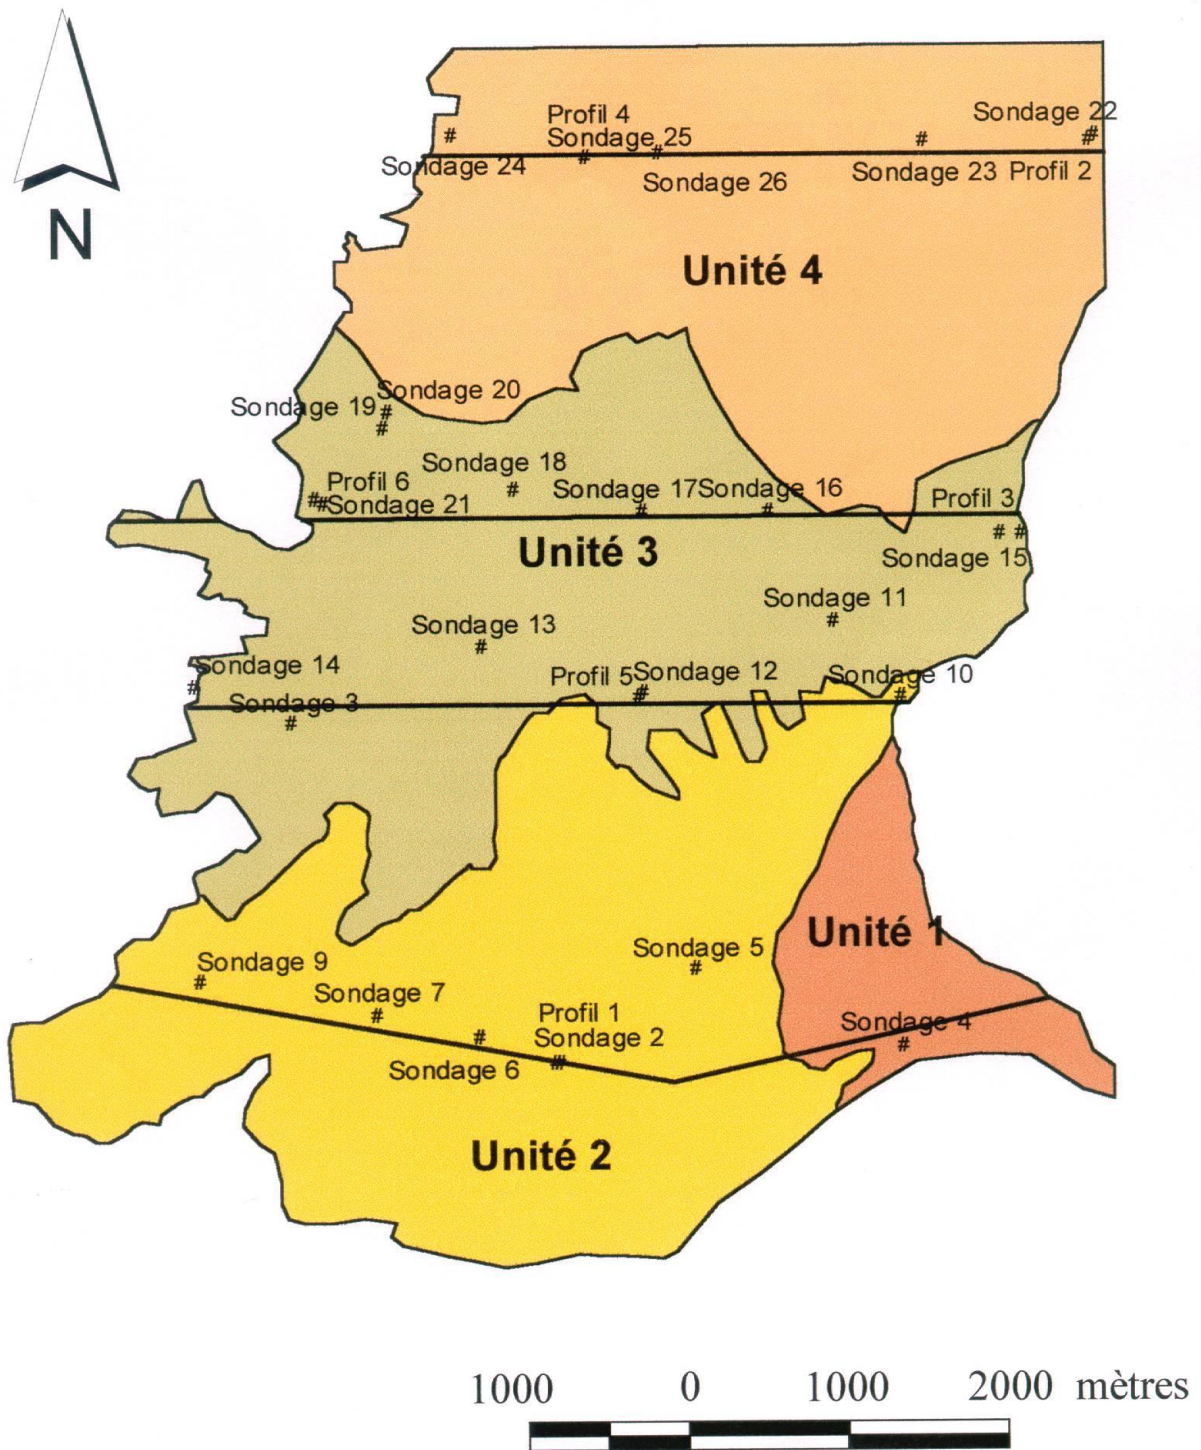 Profil 4
Sondage 22
Sondage 25
Sondage 24
Sondage 26
Sondage 23 Profil 2
N
Unité 4
Sondage 20
Sondage 19
Sondage 18
Profil 6
Sondage 17
Sondage 16
Profil 3
Sondage 21
Unité 3
Sondage 15
Sondage 11
Sondage 13
Sondage 14
Profil 5
Sondage 12
Sondage 10
Sondage 3
Unité 1
Sondage 5
Sondage 9
Sondage 7
Profil 1
Sondage 4
Sondage 2
Sondage 6
Unité 2
1000 0 1000 2000 mètres